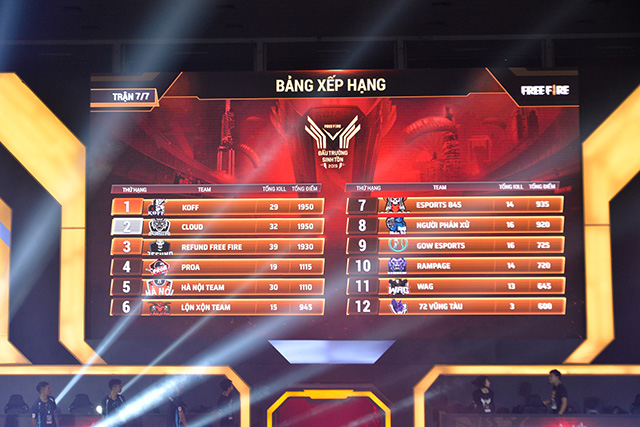 BẢNG XẾP HẠNG
TRẬN 7/7
FREE FIRE
FREE FIRE
ĐẤU TRƯỜNG
SINH TỒN
2019
THỨ HẠNG TEAM TỔNG KILL TỔNG ĐIỂM
1 KOFF 29 1950
2 CLOUD 32 1950
3 REFUND FREE FIRE 39 1930
4 PROA 19 1115
5 HÀ NỘI TEAM 30 1110
6 LỘN XỘN TEAM 15 945
THỨ HẠNG TEAM TỔNG KILL TỔNG ĐIỂM
7 ESPORTS 845 14 935
8 NGƯỜI PHÁN XỬ 16 920
9 GOW ESPORTS 16 725
10 RAMPAGE 14 720
11 WAG 13 645
12 72 VŨNG TÀU 3 600